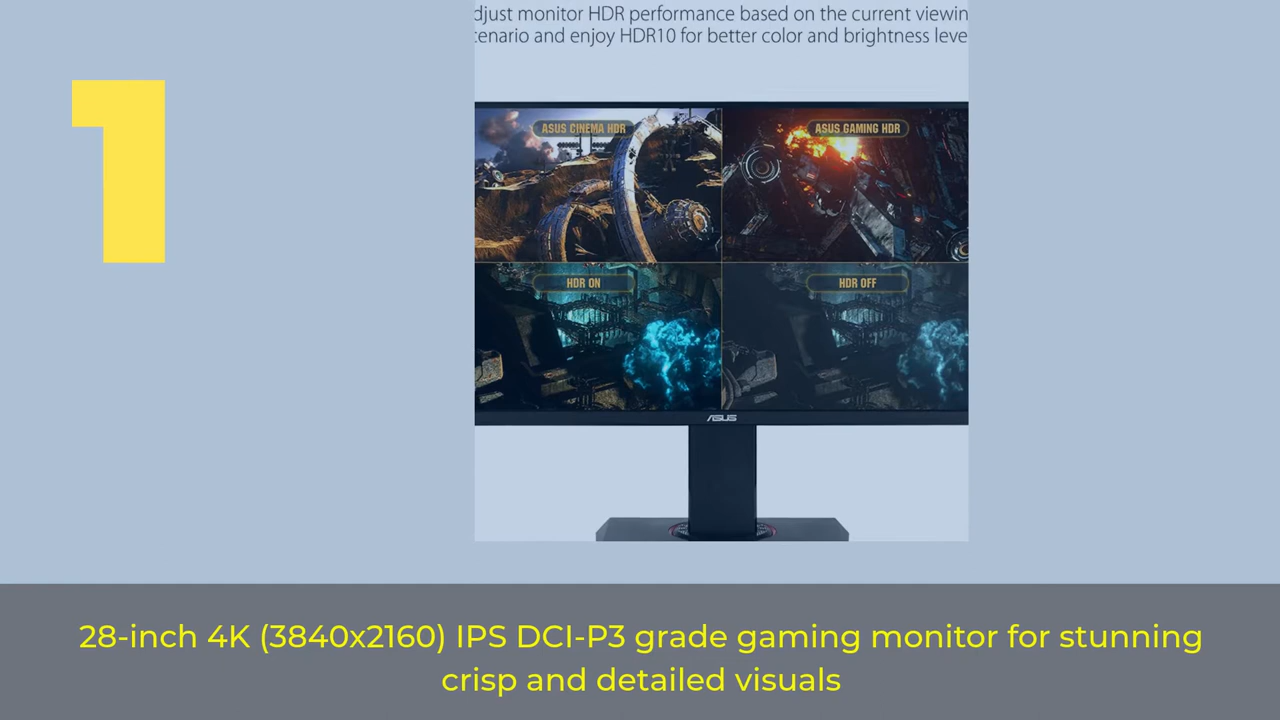 djust monitor HDR performance based on the current viewin
cenario and enjoy HDR10 for better color and brightness leve
1
ASUS CINEMA HDR
ASUS GAMING HDR
HDR ON
HDR OFF
ASUS
28-inch 4K (3840x2160) IPS DCI-P3 grade gaming monitor for stunning
crisp and detailed visuals